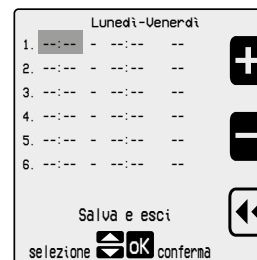 Lunedì-Venerdì
1. --:-- - --:-- --
2. --:-- - --:-- --
3. --:-- - --:-- --
4. --:-- - --:-- --
5. --:-- - --:-- --
6. --:-- - --:-- --
Salva e esci
selezione OK conferma